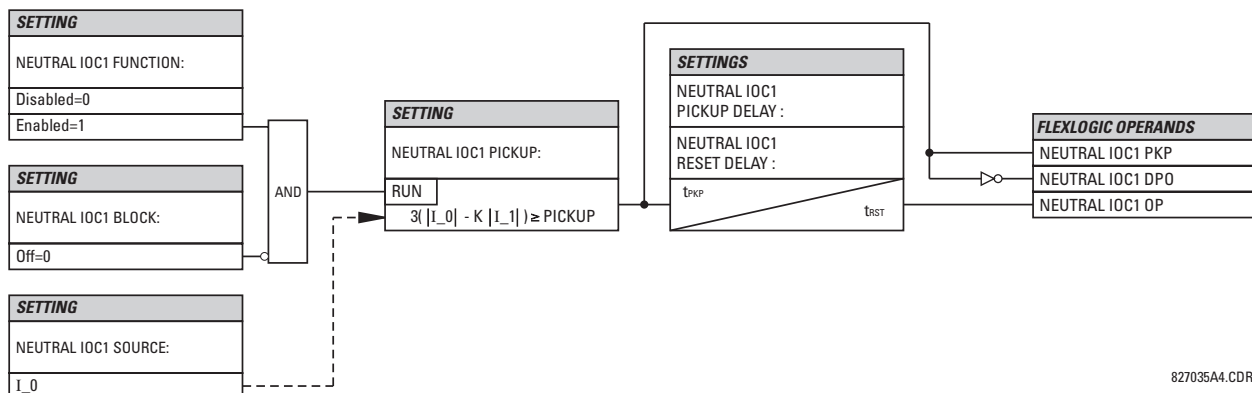 SETTING
NEUTRAL IOC1 FUNCTION:
Disabled=0
Enabled=1
SETTING
NEUTRAL IOC1 BLOCK:
Off=0
SETTING
NEUTRAL IOC1 SOURCE:
I_0
AND
SETTING
NEUTRAL IOC1 PICKUP:
RUN
3( |I_0| - K |I_1| ) ≥ PICKUP
SETTINGS
NEUTRAL IOC1
PICKUP DELAY :
NEUTRAL IOC1
RESET DELAY :
tPKP
tRST
FLEXLOGIC OPERANDS
NEUTRAL IOC1 PKP
NEUTRAL IOC1 DPO
NEUTRAL IOC1 OP
827035A4.CDR